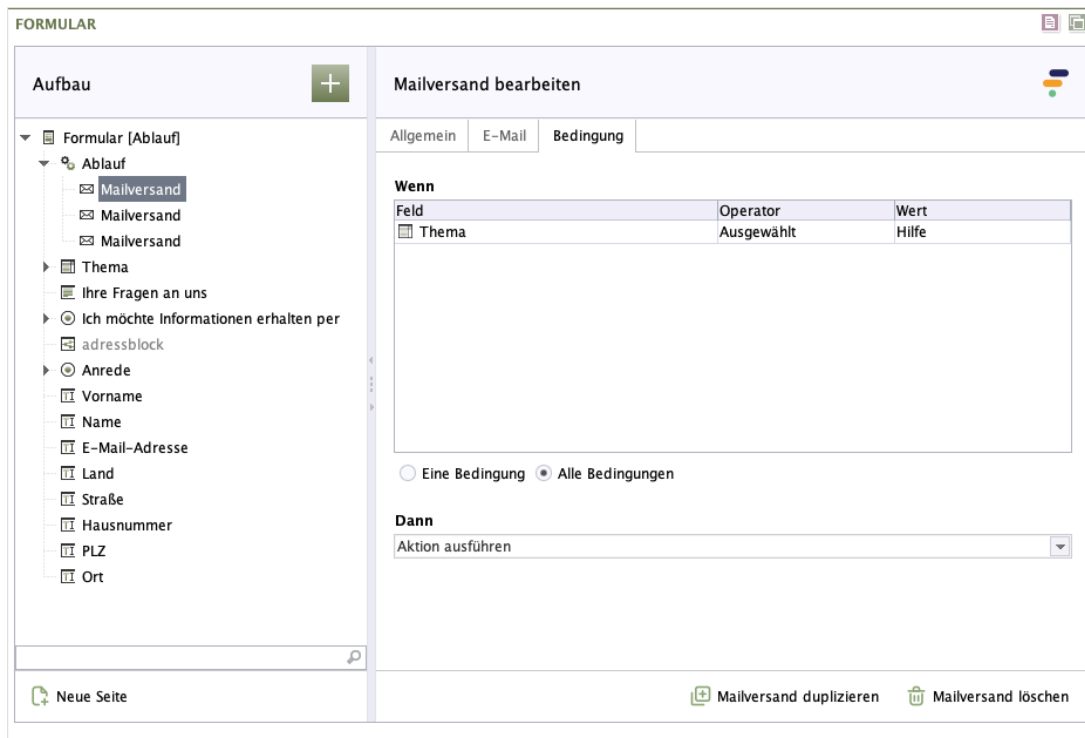 FORMULAR
Aufbau
Formular [Ablauf]
Ablauf
Mailversand
Mailversand
Mailversand
Thema
Ihre Fragen an uns
Ich möchte Informationen erhalten per
adressblock
Anrede
Vorname
Name
E-Mail-Adresse
Land
Straße
Hausnummer
PLZ
Ort
Neue Seite
Mailversand bearbeiten
Allgemein E-Mail Bedingung
Wenn
Feld Operator Wert
Thema Ausgewählt Hilfe
Eine Bedingung Alle Bedingungen
Dann
Aktion ausführen
Mailversand duplizieren Mailversand löschen